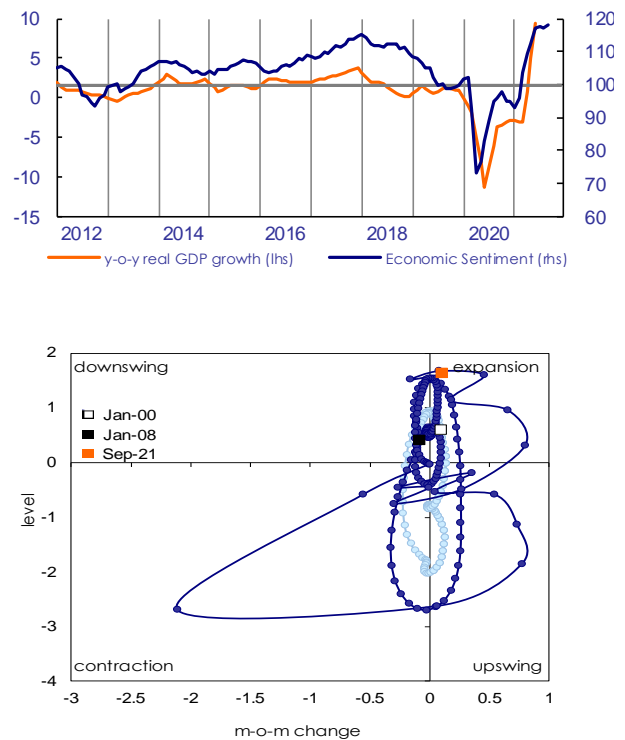 10 120
5 110
0 100
-5 90
-10 80
-15 70
60
2012 2014 2016 2018 2020
y-o-y real GDP growth (lhs) Economic Sentiment (rhs)
2
downswing expansion
Jan-00
1
Jan-08
Sep-21
0
level
-1
-2
-3
contraction upswing
-4
-3 -2.5 -2 -1.5 -1 -0.5 0 0.5 1
m-o-m change